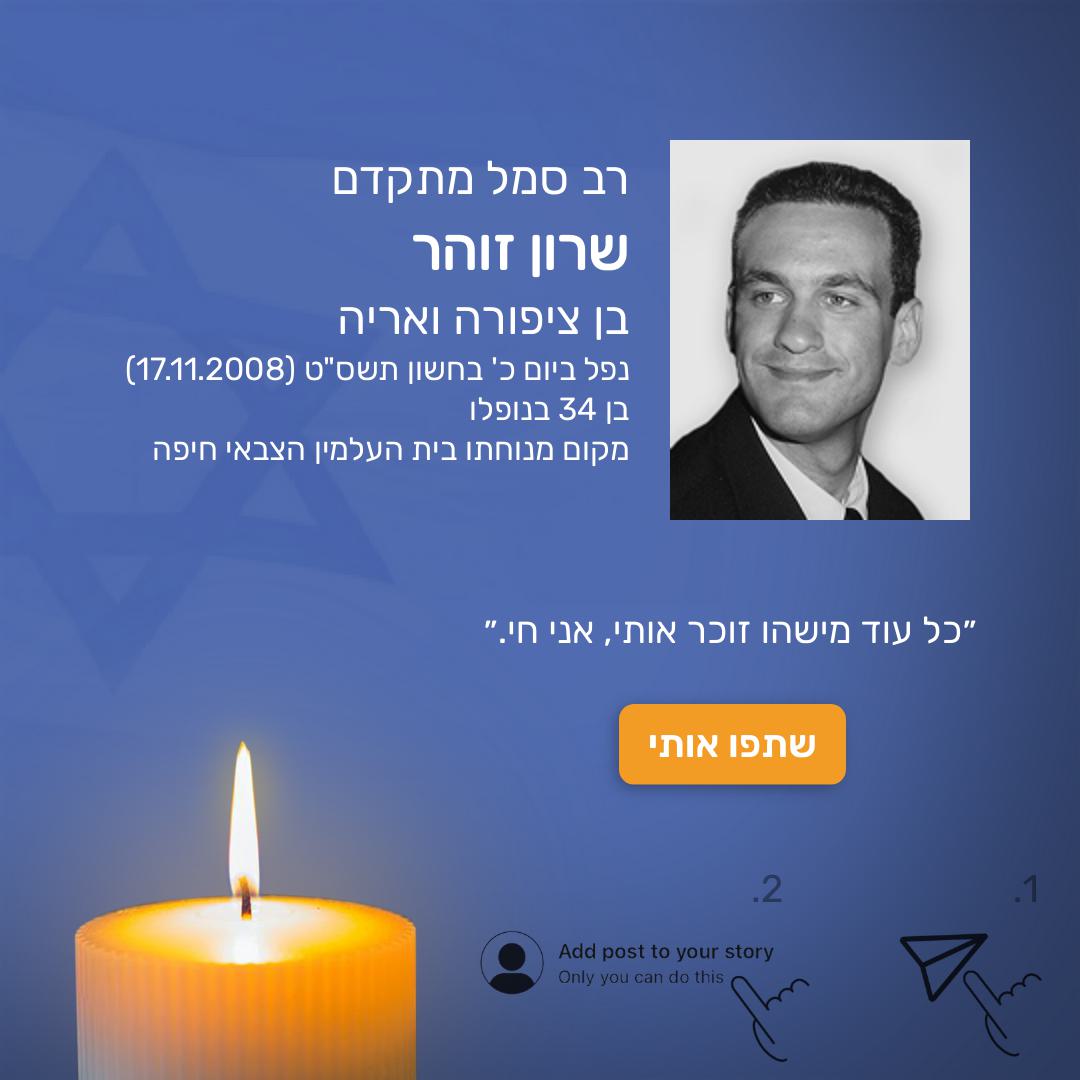 רב סמל מתקדם
שרון זוהר
בן ציפורה ואריה
נפל ביום כ' בחשון תשס"ט (17.11.2008)
בן 34 בנופלו
מקום מנוחתו בית העלמין הצבאי חיפה
״כל עוד מישהו זוכר אותי, אני חי.״
שתפו אותי
1.
2.
Add post to your story
Only you can do this